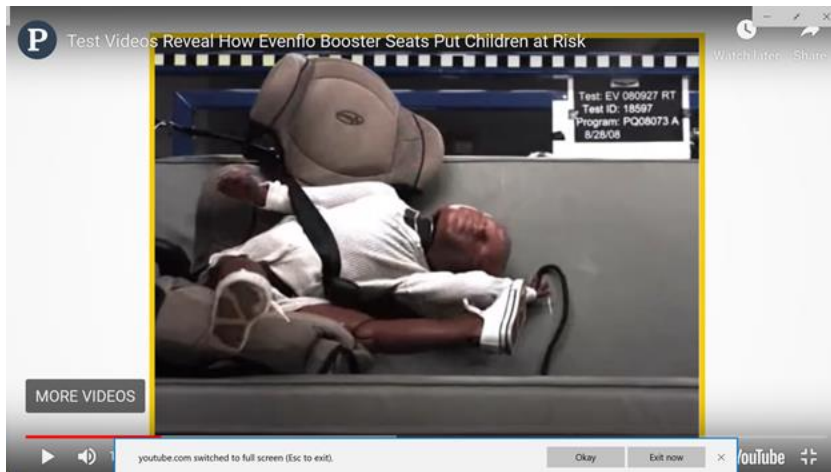 P
Test Videos Reveal How Evenflo Booster Seats Put Children at Risk
Watch later
Share
Test: EV 080927 RT
Test ID: 18597
Program: PQ08073 A
8/28/08
MORE VIDEOS
youtube.com switched to full screen (Esc to exit).
Okay
Exit now
YouTube